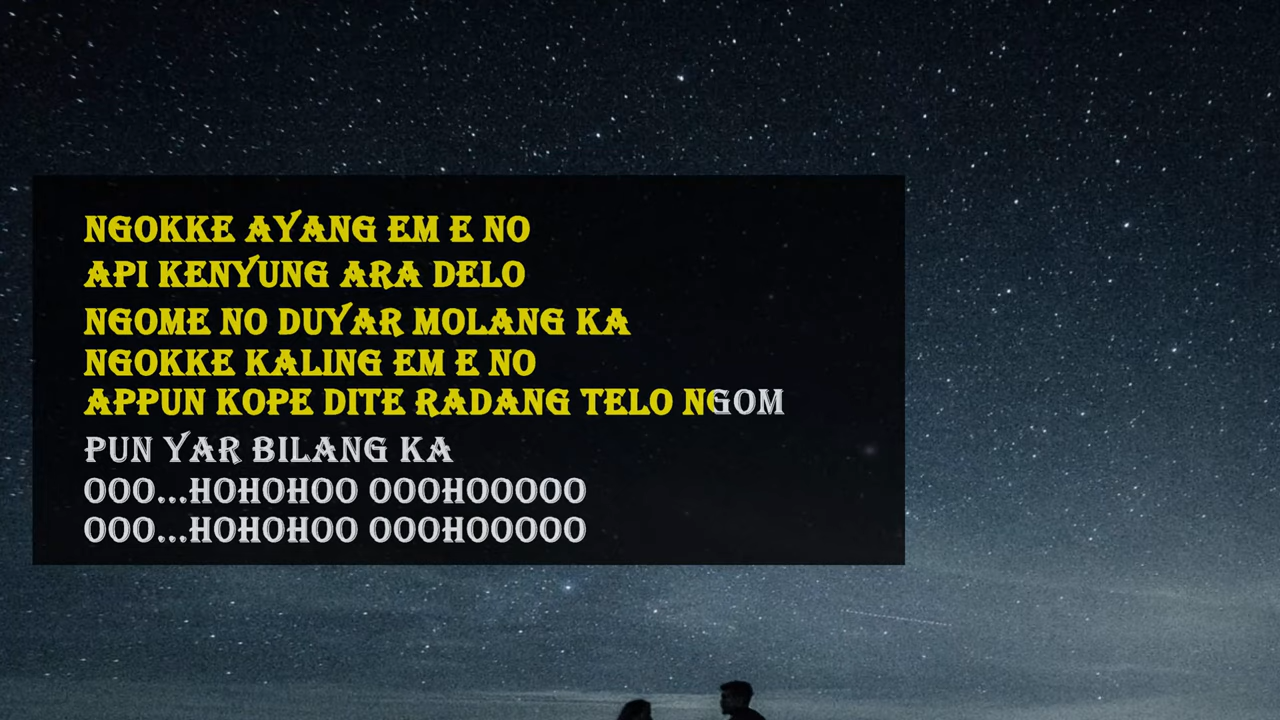 NGOKKE AYANG EM E NO
API KENYUNG ARA DELO
NGOME NO DUYAR MOLANG KA
NGOKKE KALING EM E NO
APPUN KOPE DITE RADANG TELO NGOM
PUN YAR BILANG KA
OOO...HOHOHOO OOOHOOOOO
OOO...HOHOHOO OOOHOOOOO